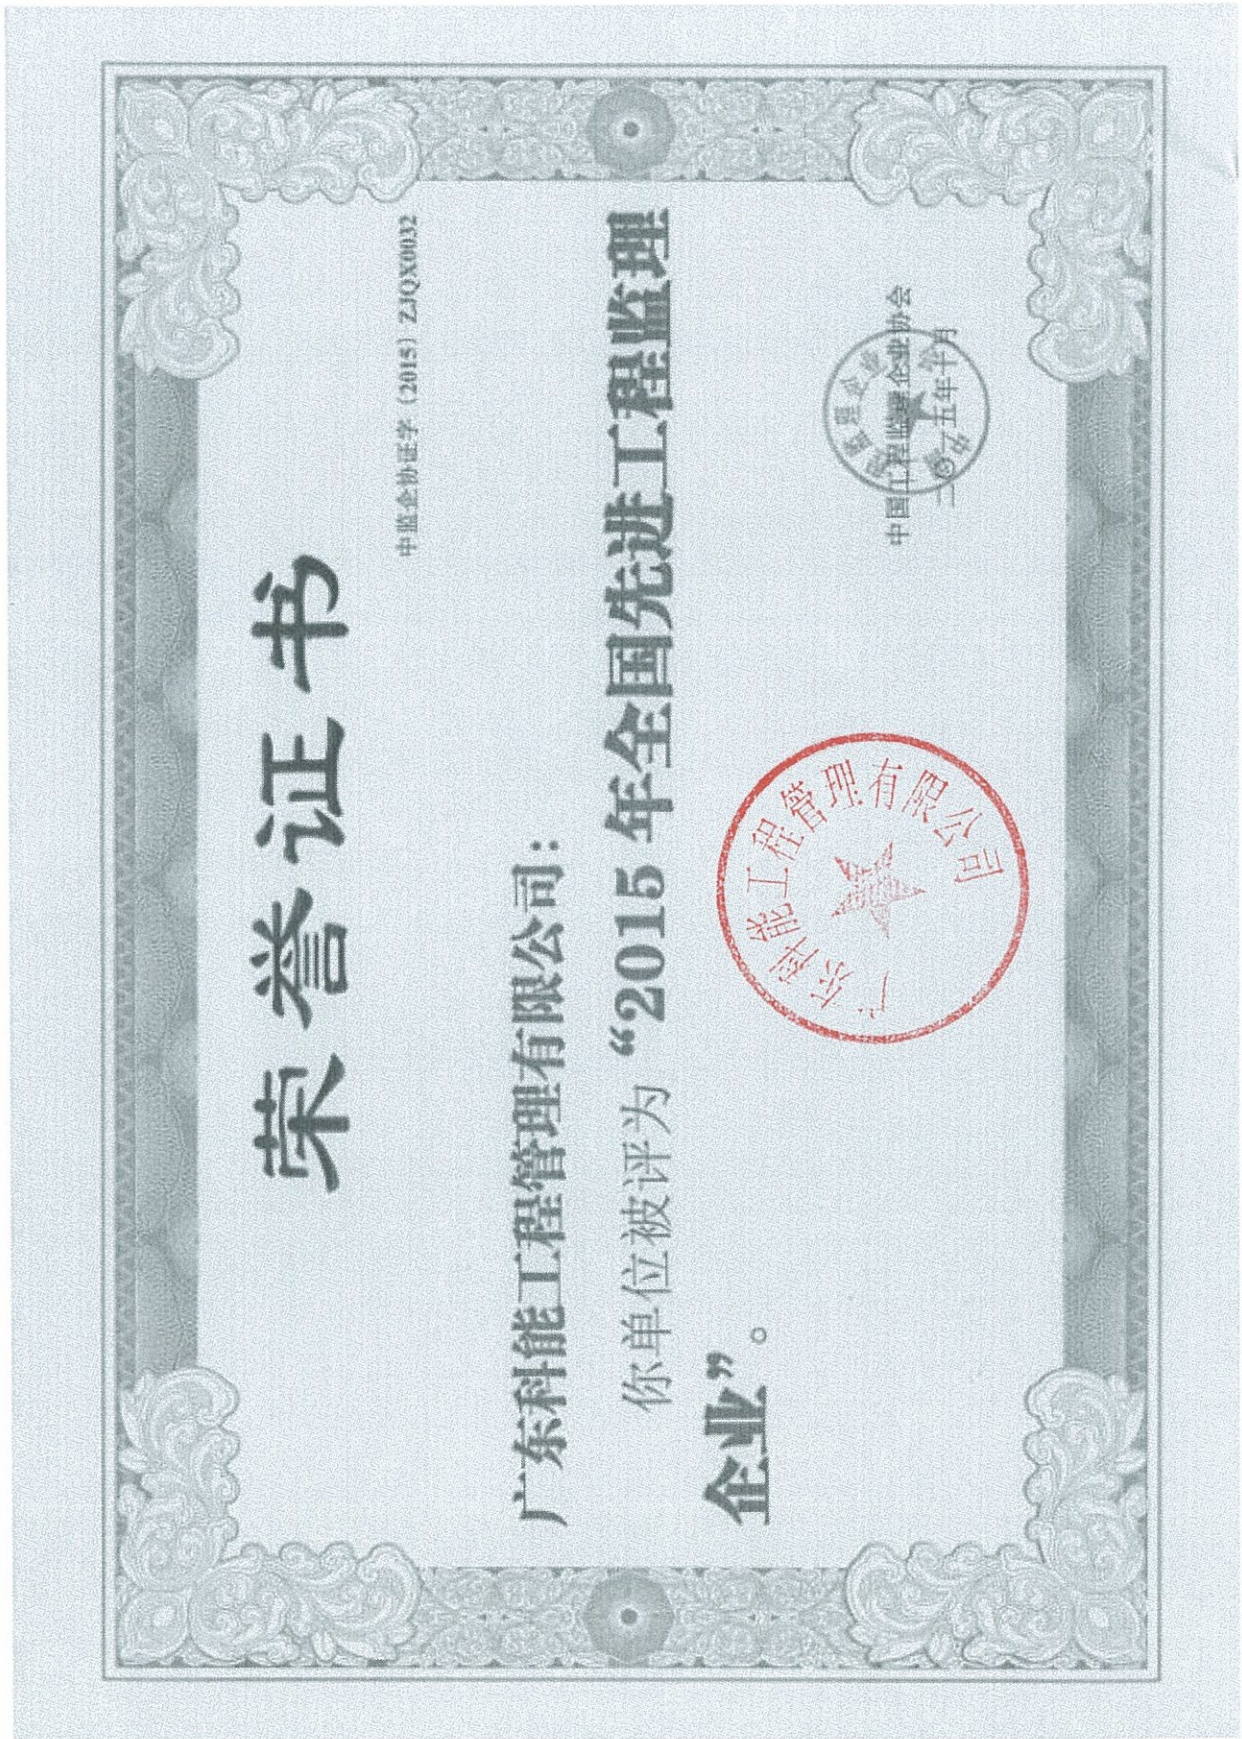 荣誉证书
中监企协证字（2015）ZJQX0032
广东科能工程管理有限公司：
你单位被评为“2015年全国先进工程监理
企业”。
广东科能工程管理有限公司
中国工程监理企业协会
二〇一五年十月